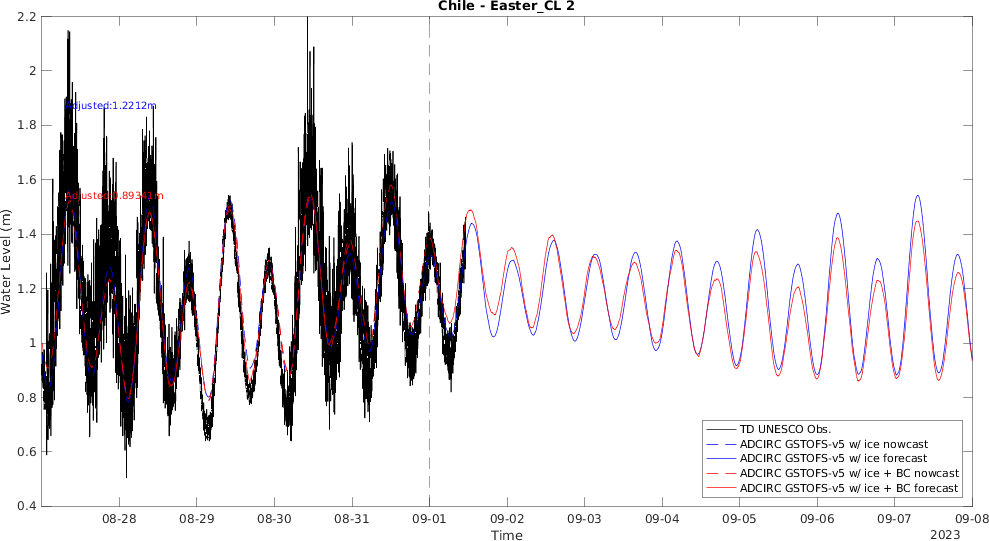 Chile - Easter_CL 2
2.2
2
1.8
1.6
1.4
1.2
1
0.8
0.6
0.4
Water Level (m)
Adjusted:1.2212m
Adjusted:0.89341m
08-28 08-29 08-30 08-31 09-01 09-02 09-03 09-04 09-05 09-06 09-07 09-08
Time
2023
TD UNESCO Obs.
ADCIRC GSTOFS-v5 w/ ice nowcast
ADCIRC GSTOFS-v5 w/ ice forecast
ADCIRC GSTOFS-v5 w/ ice + BC nowcast
ADCIRC GSTOFS-v5 w/ ice + BC forecast